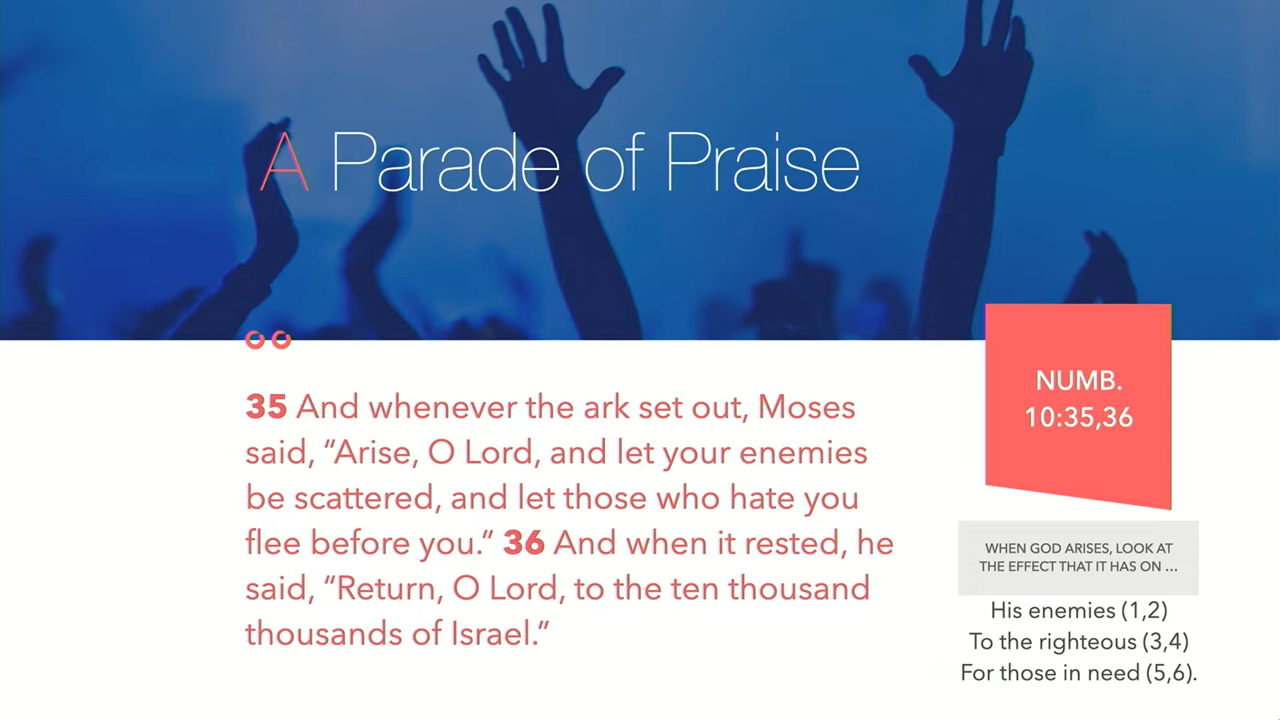 A Parade of Praise
35 And whenever the ark set out, Moses
said, “Arise, O Lord, and let your enemies
be scattered, and let those who hate you
flee before you.” 36 And when it rested, he
said, “Return, O Lord, to the ten thousand
thousands of Israel.”
NUMB.
10:35,36
WHEN GOD ARISES, LOOK AT
THE EFFECT THAT IT HAS ON ...
His enemies (1,2)
To the righteous (3,4)
For those in need (5,6).